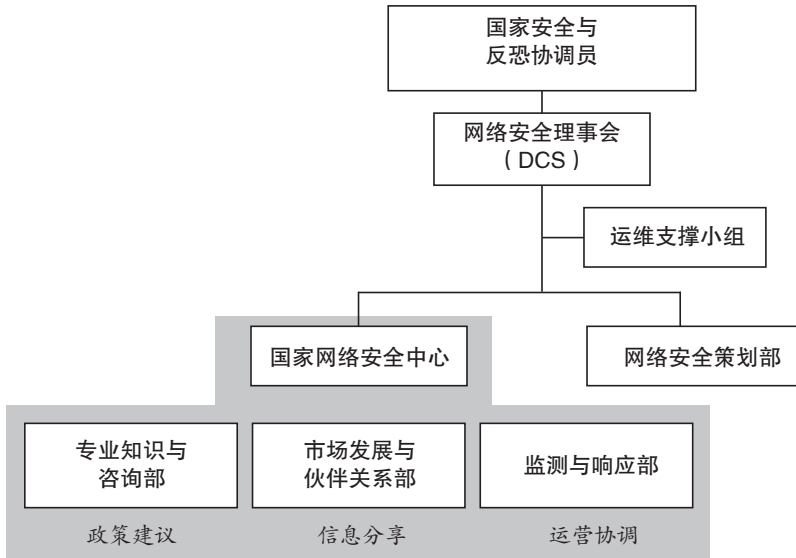 国家安全与
反恐协调员
网络安全理事会
（DCS）
运维支撑小组
国家网络安全中心
网络安全策划部
专业知识与
咨询部
市场发展与
伙伴关系部
监测与响应部
政策建议
信息分享
运营协调